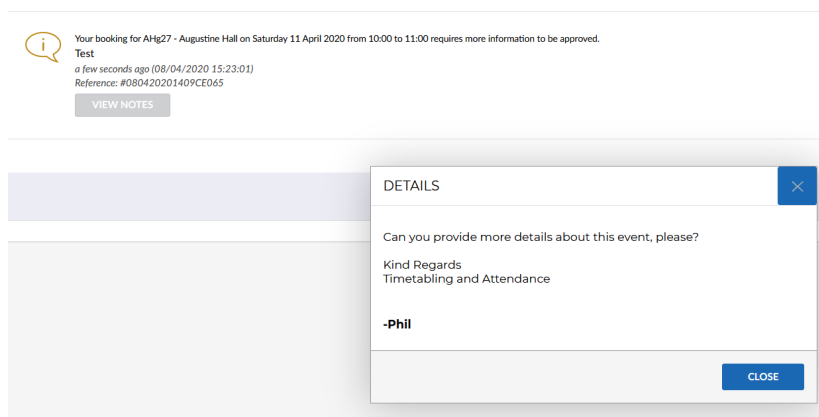 Your booking for AHg27 - Augustine Hall on Saturday 11 April 2020 from 10:00 to 11:00 requires more information to be approved.
Test
a few seconds ago (08/04/2020 15:23:01)
Reference: #080420201409CE065
VIEW NOTES
DETAILS
Can you provide more details about this event, please?
Kind Regards
Timetabling and Attendance
-Phil
CLOSE